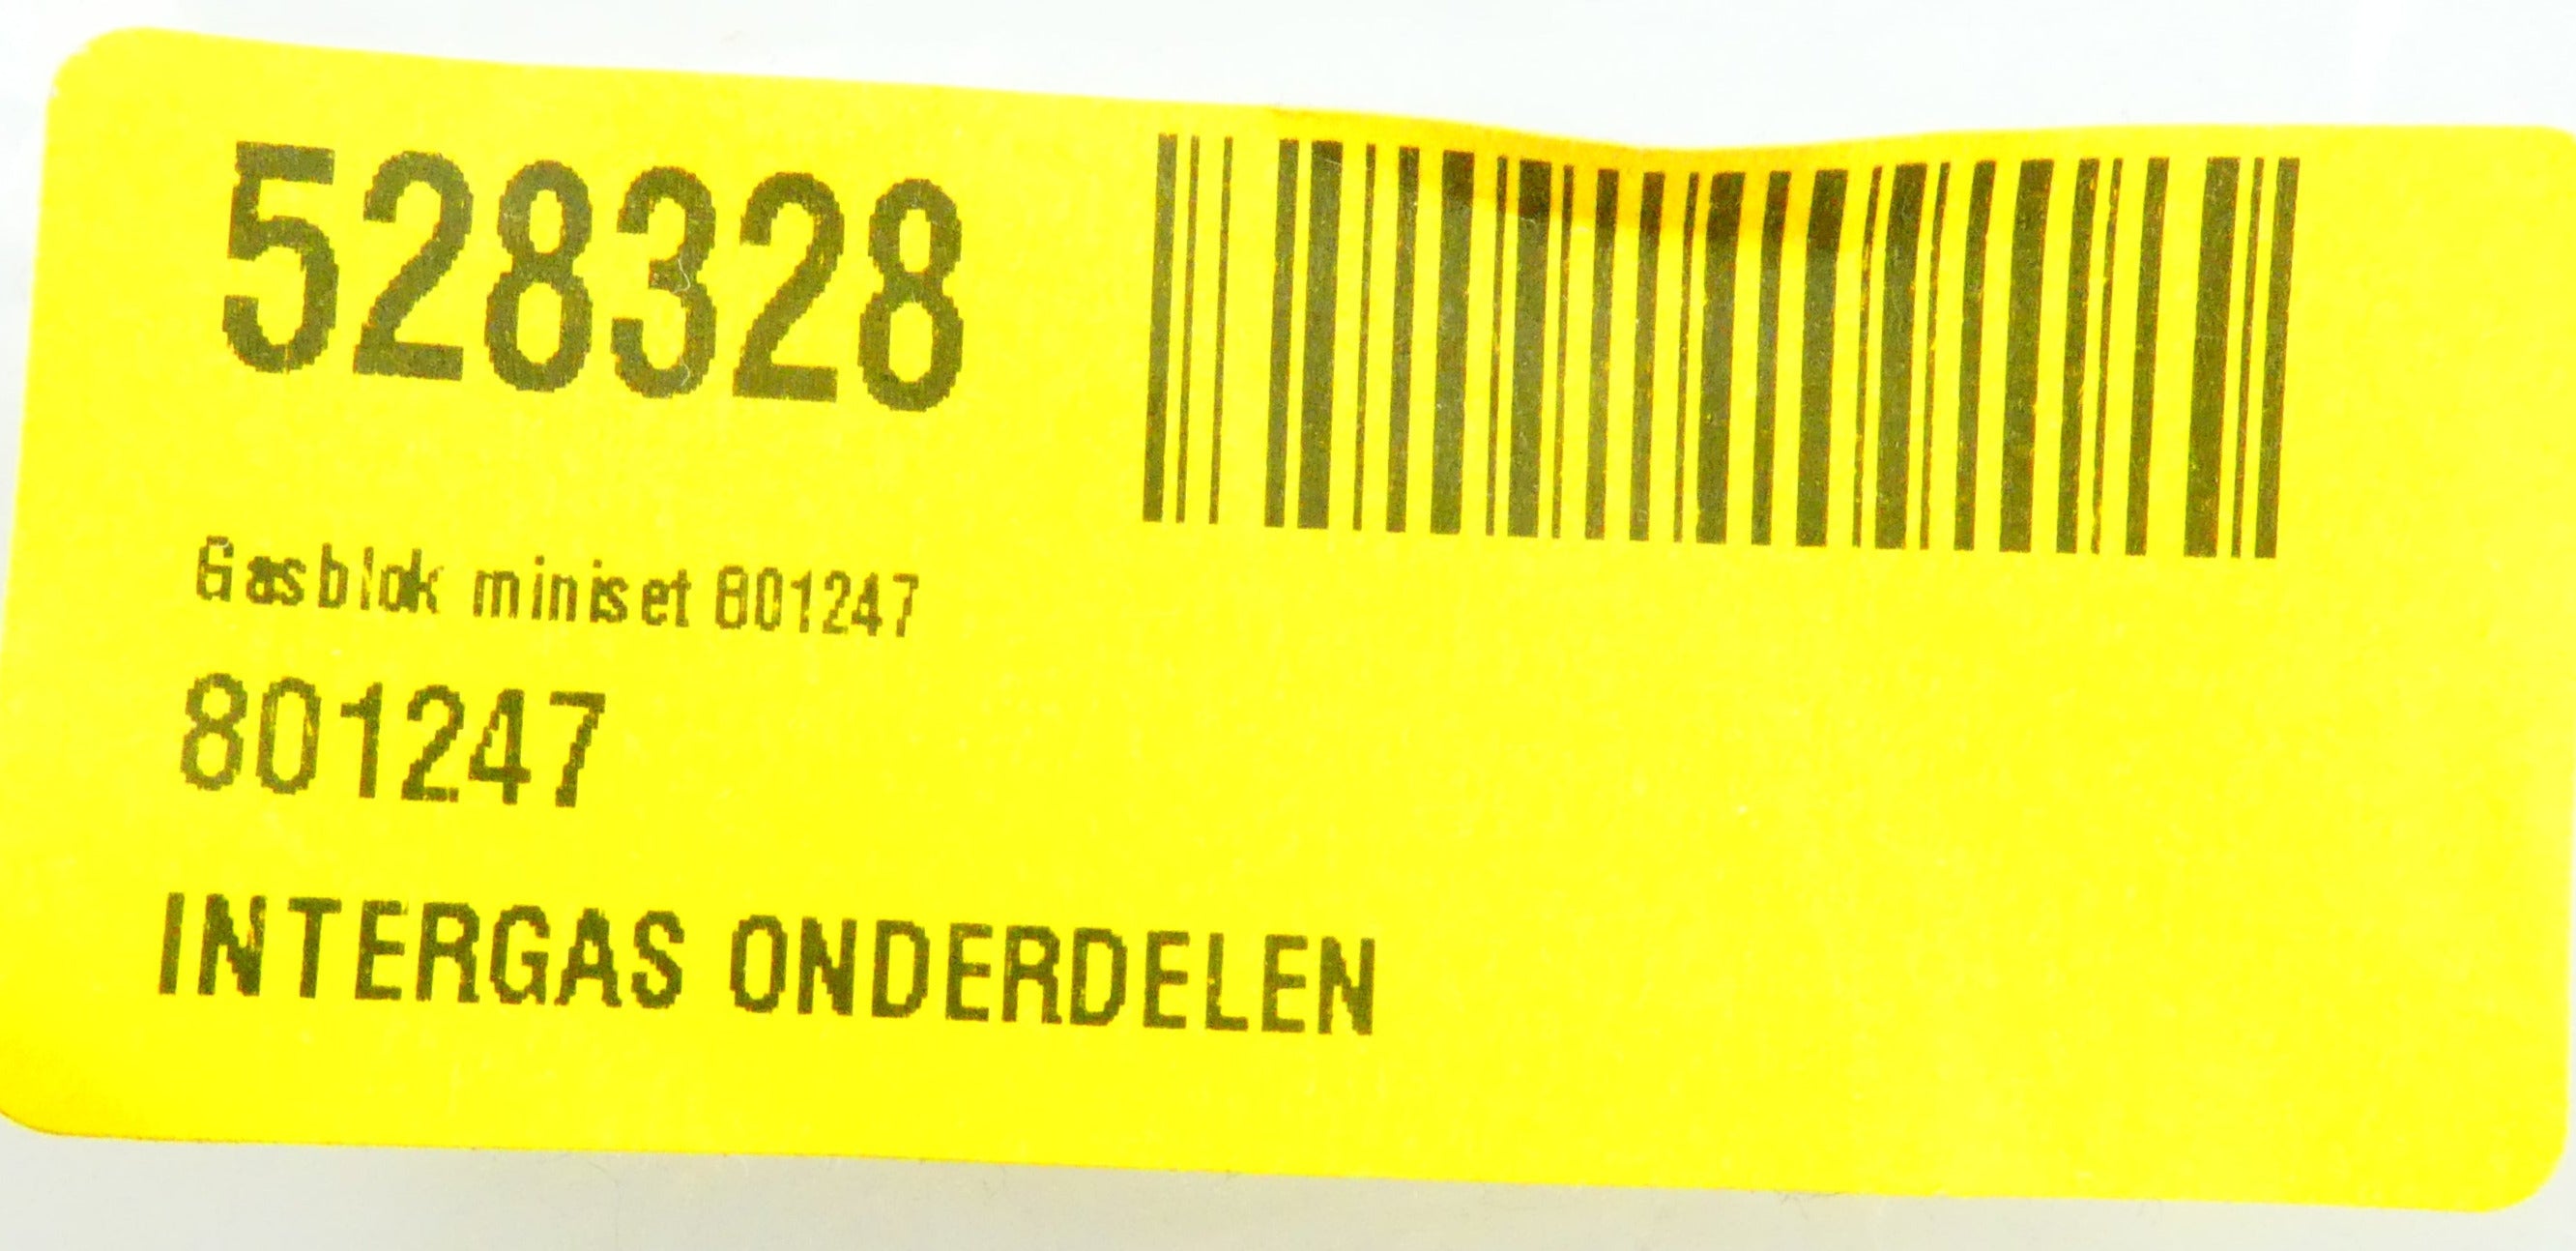 528328
Gasblok miniset 801247
801247
INTERGAS ONDERDELEN